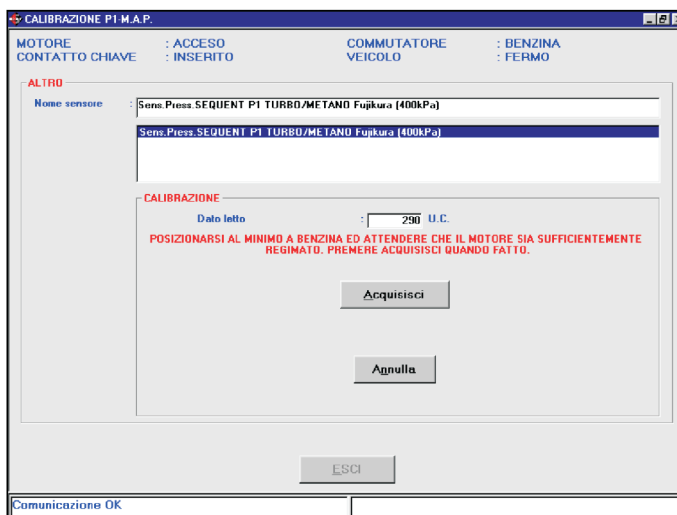 CALIBRAZIONE P1-M.A.P.
MOTORE : ACCESO COMMUTATORE : BENZINA
CONTATTO CHIAVE : INSERITO VEICOLO : FERMO
ALTRO
Nome sensore : Sens.Press.SEQUENT P1 TURBO/METANO Fujikura (400kPa)
Sens.Press.SEQUENT P1 TURBO/METANO Fujikura (400kPa)
CALIBRAZIONE
Dato letto : 290 U.C.
POSIZIONARSI AL MINIMO A BENZINA ED ATTENDERE CHE IL MOTORE SIA SUFFICIENTEMENTE
REGIMATO. PREMERE ACQUISISCI QUANDO FATTO.
Acquisisci
Annulla
ESCI
Comunicazione OK